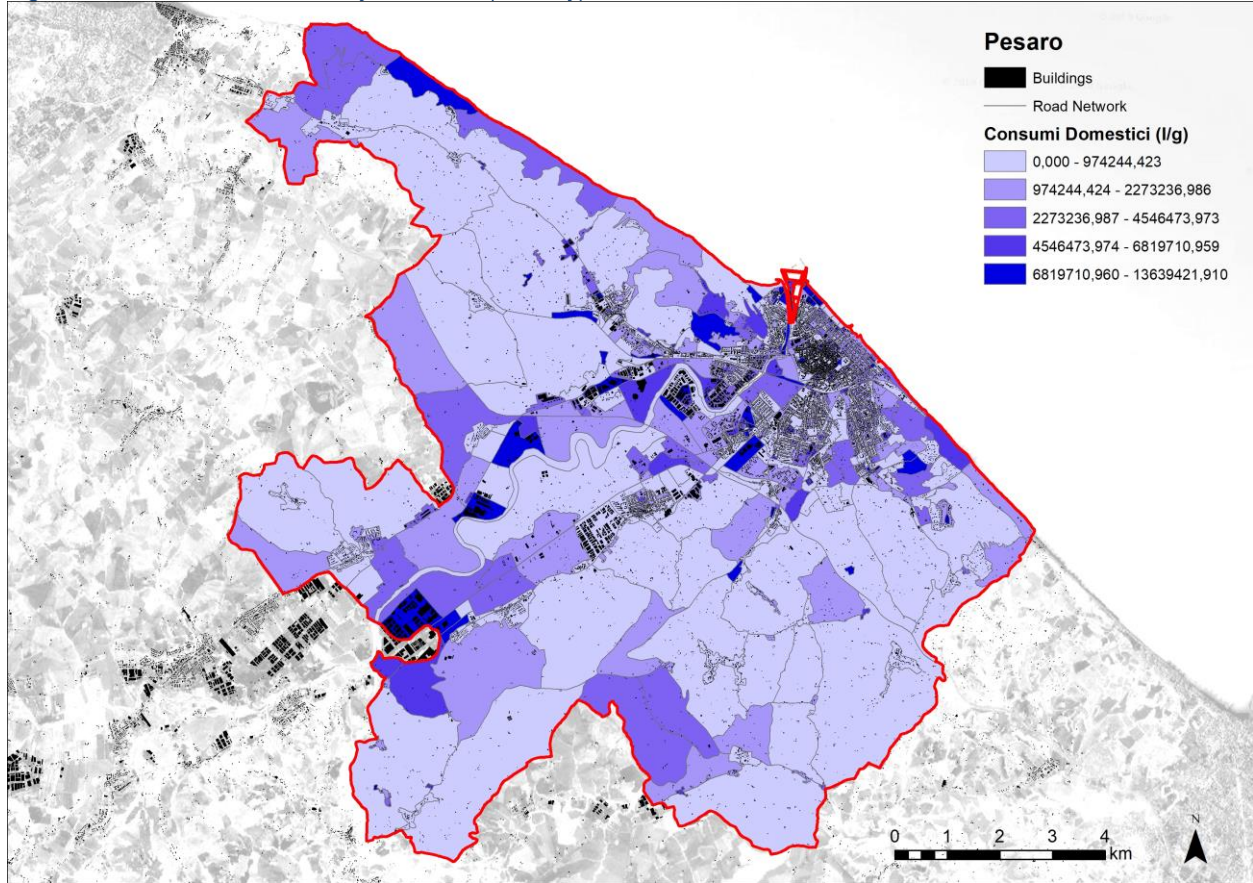 Pesaro
Buildings
Road Network
Consumi Domestici (l/g)
0,000 - 974244,423
974244,424 - 2273236,986
2273236,987 - 4546473,973
4546473,974 - 6819710,959
6819710,960 - 13639421,910
0 1 2 3 4
km
N